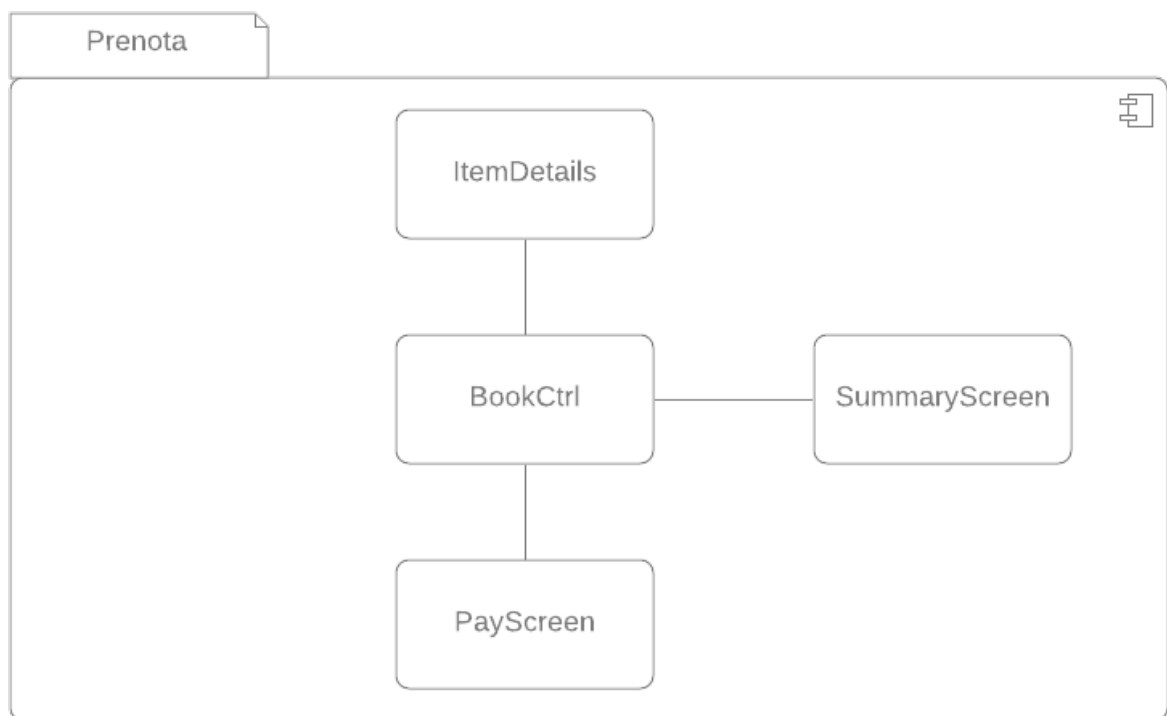 Prenota
ItemDetails
BookCtrl
SummaryScreen
PayScreen